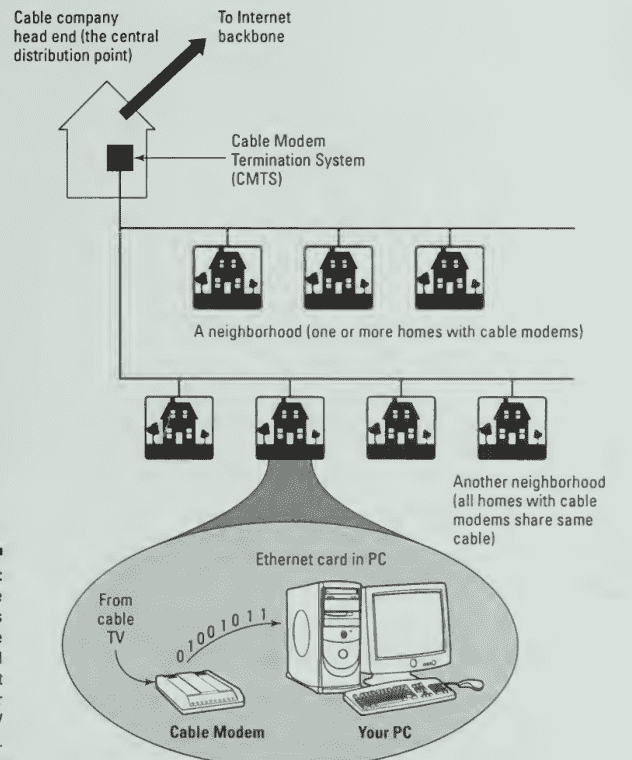 Cable company
head end (the central
distribution point)
To Internet
backbone
Cable Modem
Termination System
(CMTS)
A neighborhood (one or more homes with cable modems)
Another neighborhood
(all homes with cable
modems share same
cable)
Ethernet card in PC
From
cable
TV
01001011
Cable Modem
Your PC